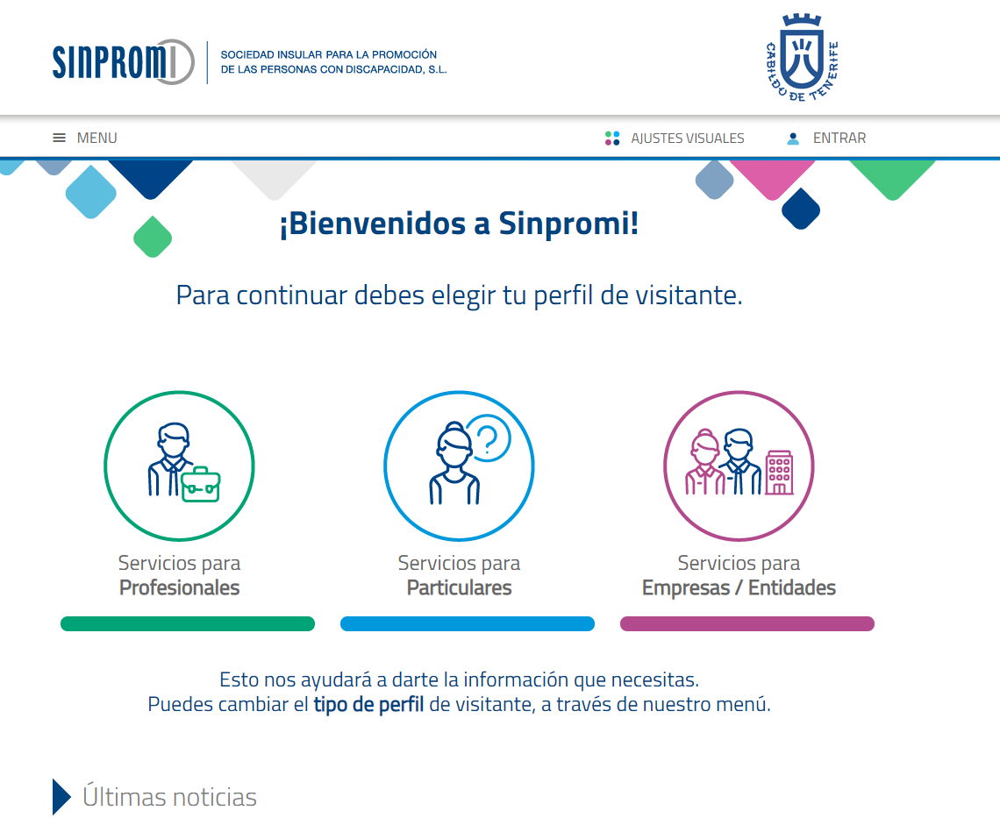 SINPROMI
SOCIEDAD INSULAR PARA LA PROMOCIÓN
DE LAS PERSONAS CON DISCAPACIDAD, S.L.
CABILDO DE TENERIFE
MENU
AJUSTES VISUALES
ENTRAR
¡Bienvenidos a Sinpromi!
Para continuar debes elegir tu perfil de visitante.
?
Servicios para
Profesionales
Servicios para
Particulares
Servicios para
Empresas / Entidades
Esto nos ayudará a darte la información que necesitas.
Puedes cambiar el tipo de perfil de visitante, a través de nuestro menú.
Últimas noticias